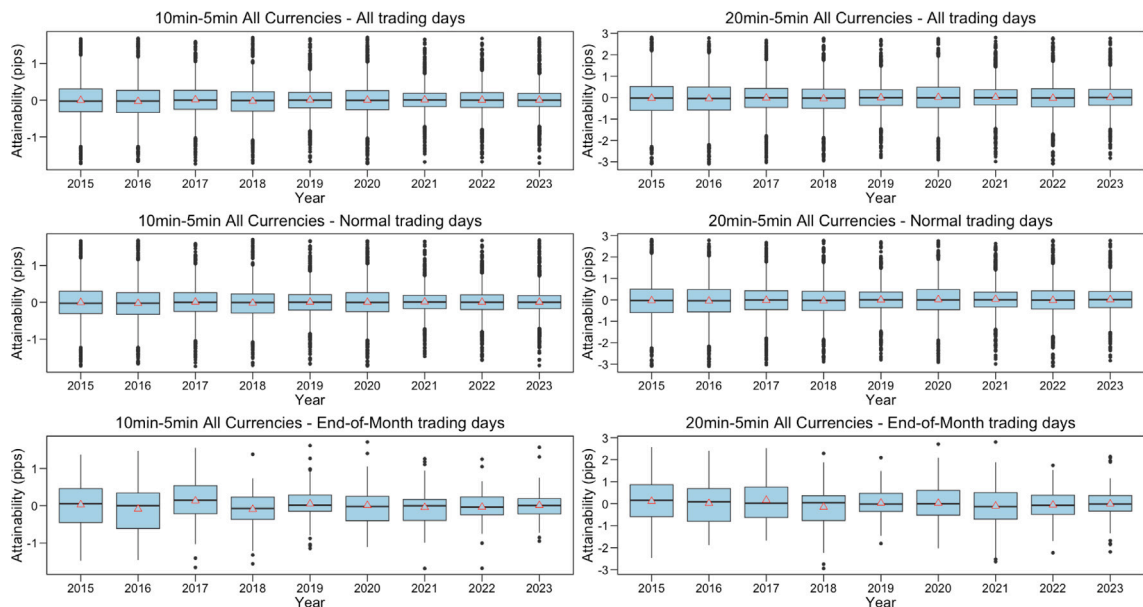 10min-5min All Currencies - All trading days
Attainability (pips)
1
0
-1
2015 2016 2017 2018 2019 2020 2021 2022 2023
Year
20min-5min All Currencies - All trading days
Attainability (pips)
3
2
1
0
-1
-2
-3
2015 2016 2017 2018 2019 2020 2021 2022 2023
Year
10min-5min All Currencies - Normal trading days
Attainability (pips)
1
0
-1
2015 2016 2017 2018 2019 2020 2021 2022 2023
Year
20min-5min All Currencies - Normal trading days
Attainability (pips)
3
2
1
0
-1
-2
-3
2015 2016 2017 2018 2019 2020 2021 2022 2023
Year
10min-5min All Currencies - End-of-Month trading days
Attainability (pips)
1
0
-1
2015 2016 2017 2018 2019 2020 2021 2022 2023
Year
20min-5min All Currencies - End-of-Month trading days
Attainability (pips)
3
2
1
0
-1
-2
-3
2015 2016 2017 2018 2019 2020 2021 2022 2023
Year